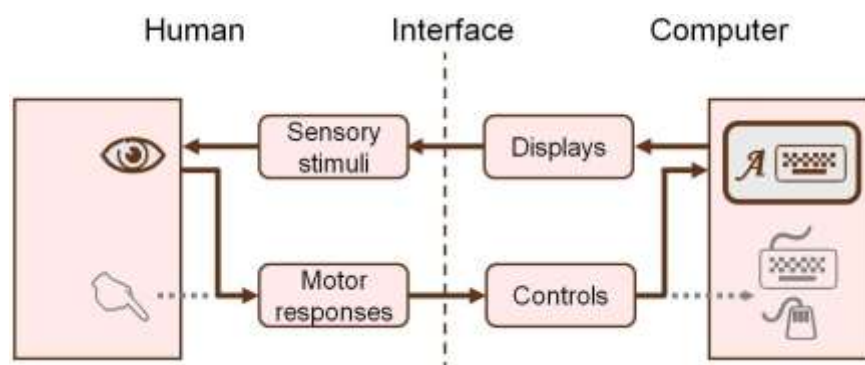 Human
Interface
Computer
Sensory
stimuli
Displays
A
Motor
responses
Controls